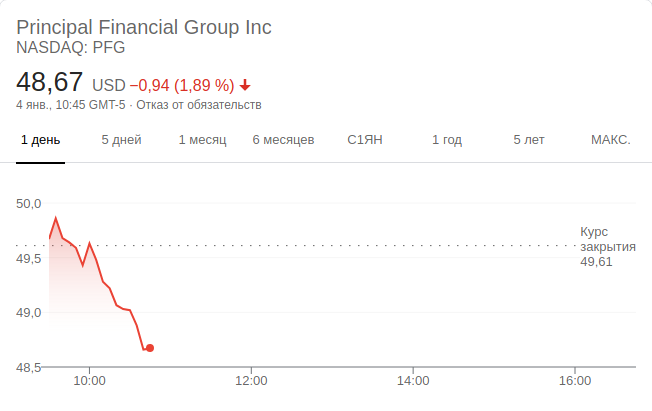 Principal Financial Group Inc
NASDAQ: PFG
48,67 USD −0,94 (1,89 %)
4 янв., 10:45 GMT-5 · Отказ от обязательств
1 день 5 дней 1 месяц 6 месяцев С1ЯН 1 год 5 лет МАКС.
50,0
Курс
закрытия
49,61
49,5
49,0
48,5
10:00 12:00 14:00 16:00